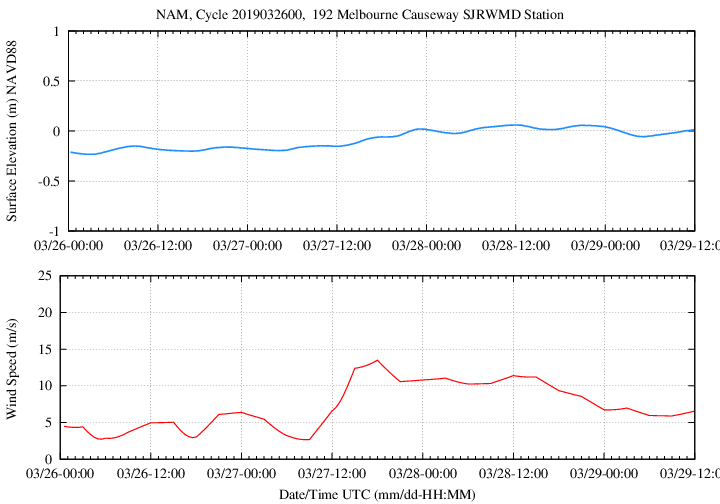 NAM, Cycle 2019032600,  192 Melbourne Causeway SJRWMD Station
Surface Elevation (m) NAVD88
1
0.5
0
-0.5
-1
03/26-00:00 03/26-12:00 03/27-00:00 03/27-12:00 03/28-00:00 03/28-12:00 03/29-00:00 03/29-12:0
Wind Speed (m/s)
25
20
15
10
5
0
03/26-00:00 03/26-12:00 03/27-00:00 03/27-12:00 03/28-00:00 03/28-12:00 03/29-00:00 03/29-12:0
Date/Time UTC (mm/dd-HH:MM)